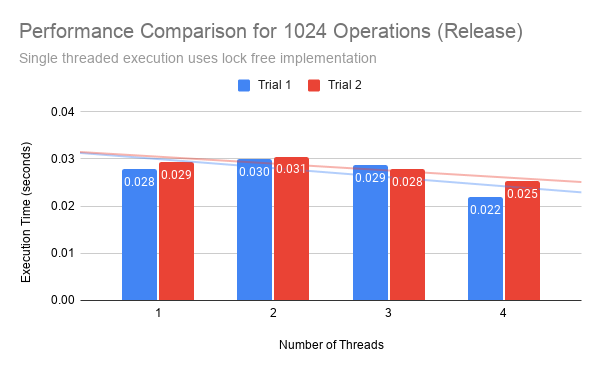 Performance Comparison for 1024 Operations (Release)
Single threaded execution uses lock free implementation
Trial 1 Trial 2
Execution Time (seconds)
0.04
0.03
0.02
0.01
0.00
0.028 0.029 0.030 0.031 0.029 0.028 0.022 0.025
1 2 3 4
Number of Threads